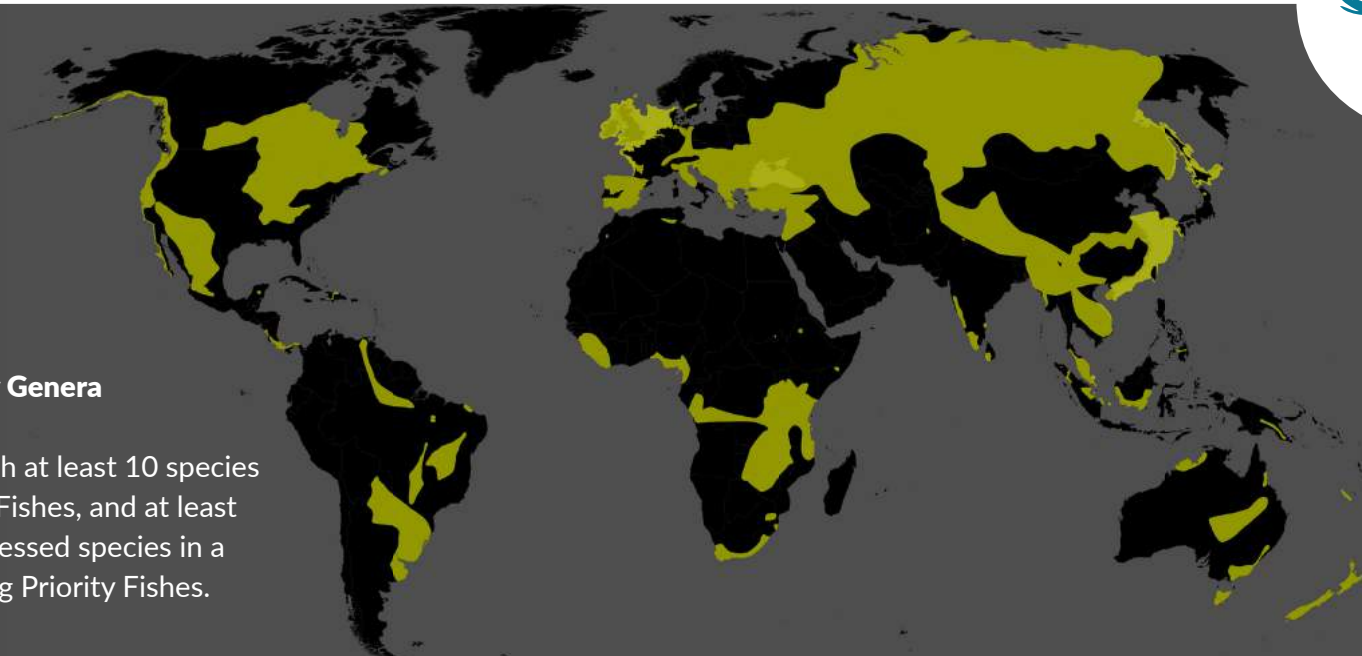 Genera
h at least 10 species
Fishes, and at least
essed species in a
g Priority Fishes.